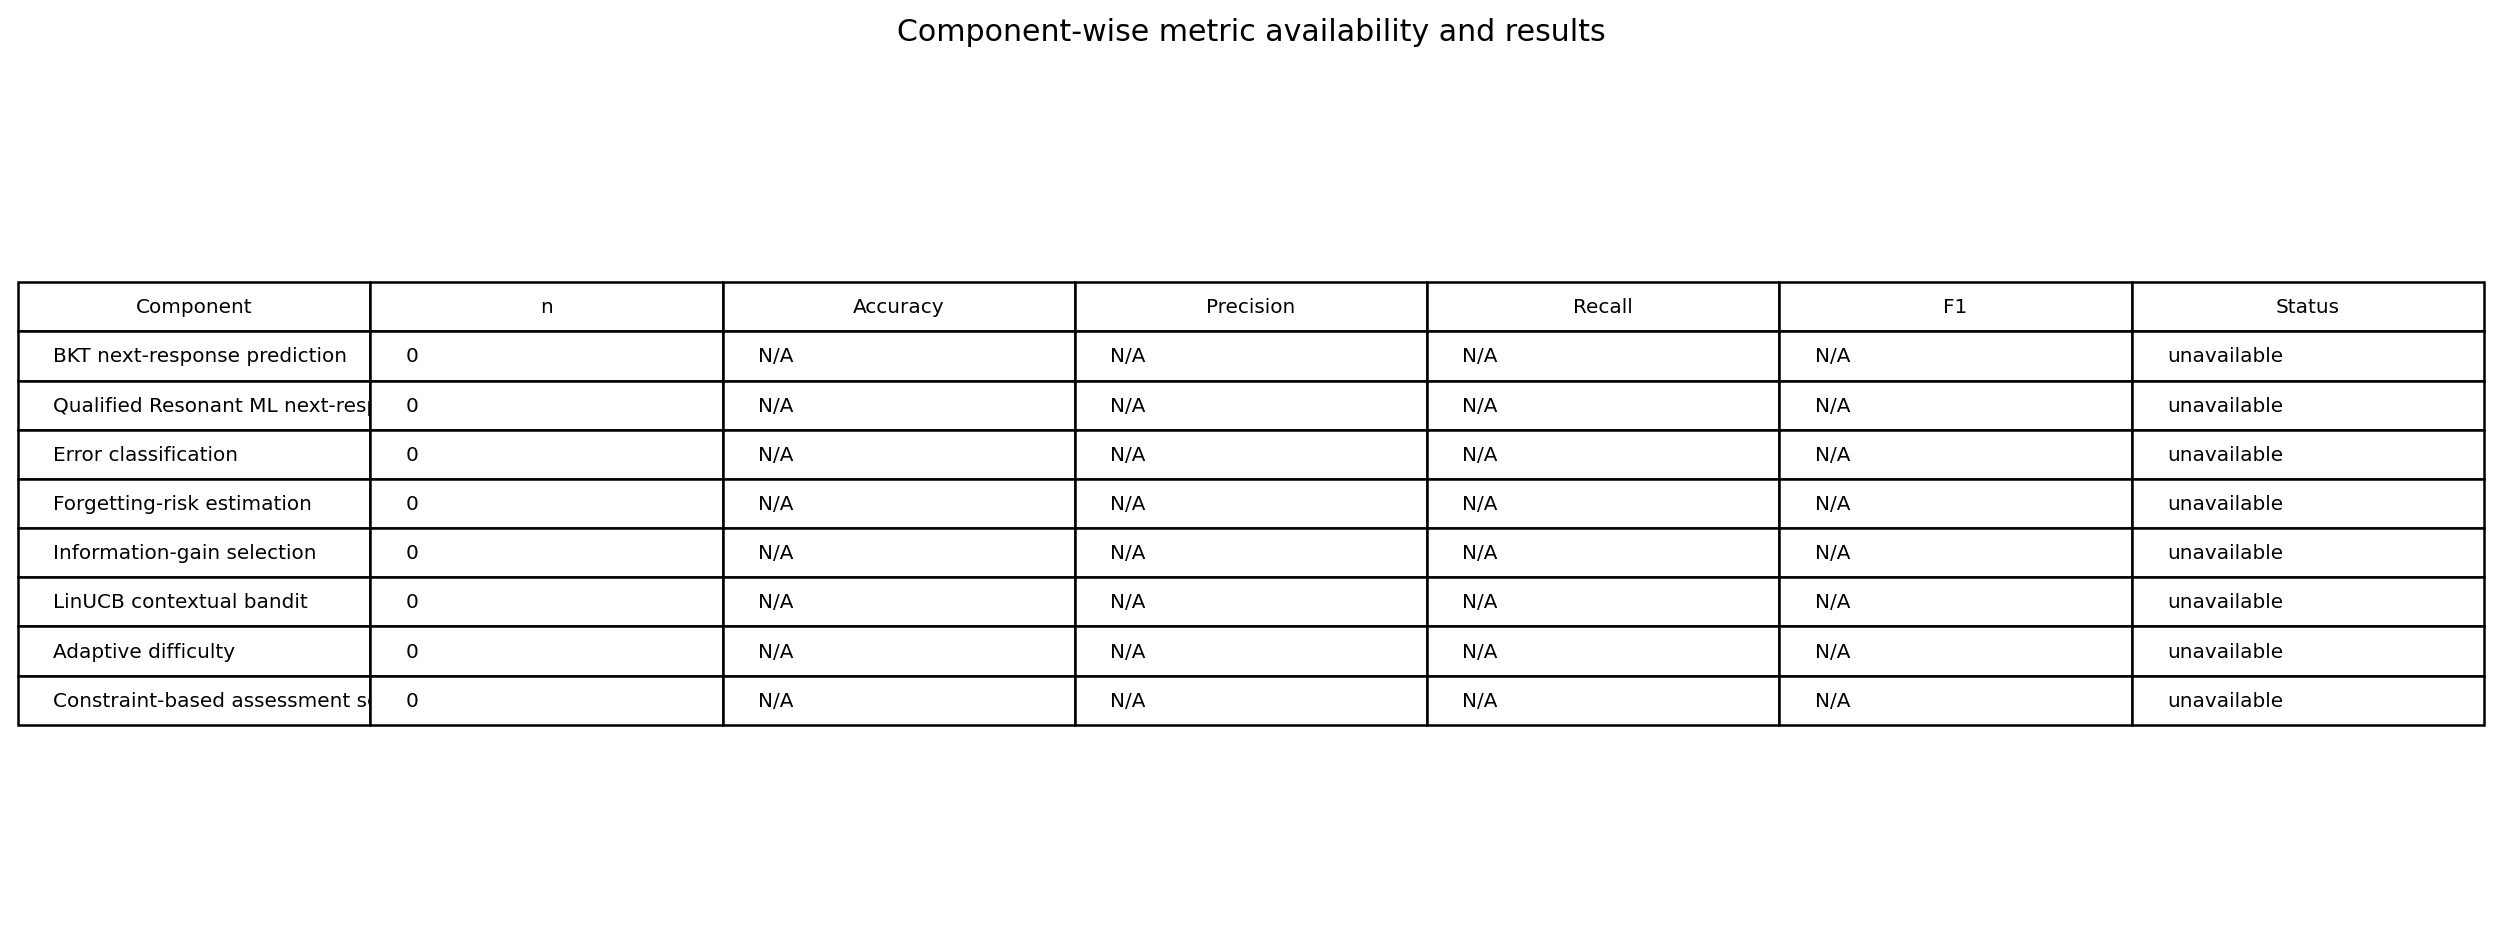 Component-wise metric availability and results
Component n Accuracy Precision Recall F1 Status
BKT next-response prediction 0 N/A N/A N/A N/A unavailable
Qualified Resonant ML next-resp 0 N/A N/A N/A N/A unavailable
Error classification 0 N/A N/A N/A N/A unavailable
Forgetting-risk estimation 0 N/A N/A N/A N/A unavailable
Information-gain selection 0 N/A N/A N/A N/A unavailable
LinUCB contextual bandit 0 N/A N/A N/A N/A unavailable
Adaptive difficulty 0 N/A N/A N/A N/A unavailable
Constraint-based assessment se 0 N/A N/A N/A N/A unavailable